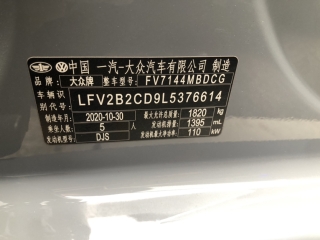 中国 一汽-大众汽车有限公司 制造
品牌 大众牌 整车型号 FV7144MBDCG
车辆识别代号 LFV2B2CD9L5376614
制造年月 2020-10-30 最大允许总质量 1820 kg
乘坐人数 5 人 发动机排量 1395 mL
发动机型号 DJS 发动机最大净功率 110 kW